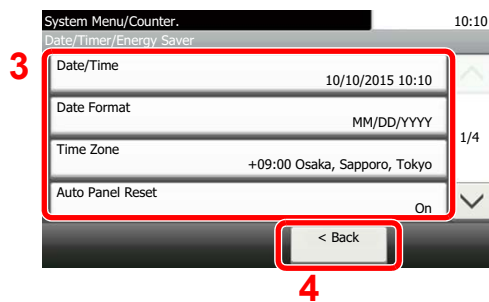 System Menu/Counter. 10:10
Date/Timer/Energy Saver
3
Date/Time
10/10/2015 10:10
Date Format
MM/DD/YYYY
1/4
Time Zone
+09:00 Osaka, Sapporo, Tokyo
Auto Panel Reset
On
< Back
4